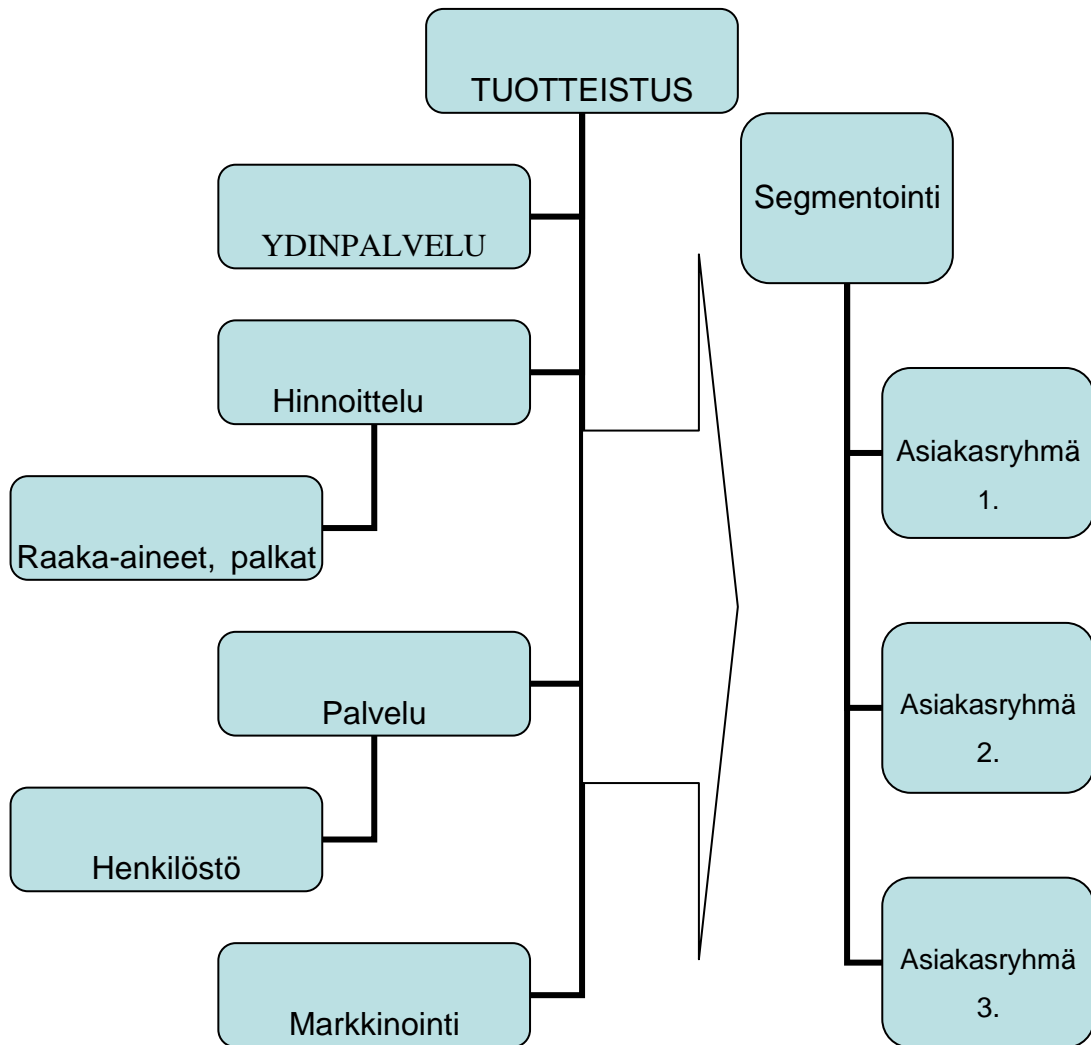 TUOTTEISTUS
YDINPALVELU
Hinnoittelu
Raaka-aineet, palkat
Palvelu
Henkilöstö
Markkinointi
Segmentointi
Asiakasryhmä
1.
Asiakasryhmä
2.
Asiakasryhmä
3.